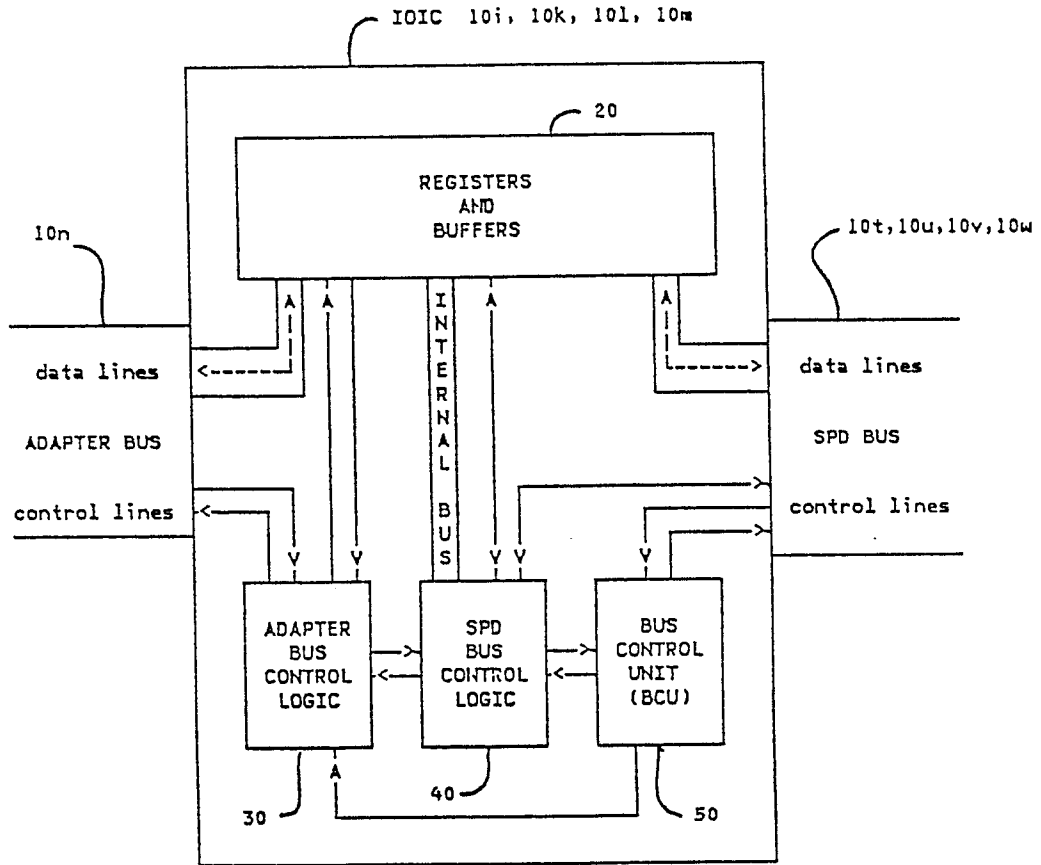 IOIC 10i, 10k, 10l, 10m
20
REGISTERS
AND
BUFFERS
10n
10t,10u,10v,10w
INTERNAL BUS
data lines
ADAPTER BUS
control lines
data lines
SPD BUS
control lines
ADAPTER
BUS
CONTROL
LOGIC
SPD
BUS
CONTROL
LOGIC
BUS
CONTROL
UNIT
(BCU)
30
40
50